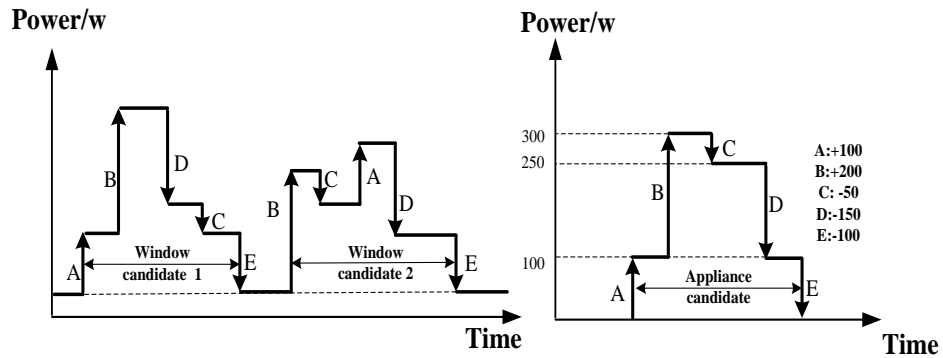 Power/w
B
D
C
A
Window
candidate 1
E
B
C
A
D
Window
candidate 2
E
Time
Power/w
300
250
100
A
B
C
D
Appliance
candidate
E
A:+100
B:+200
C: -50
D:-150
E:-100
Time